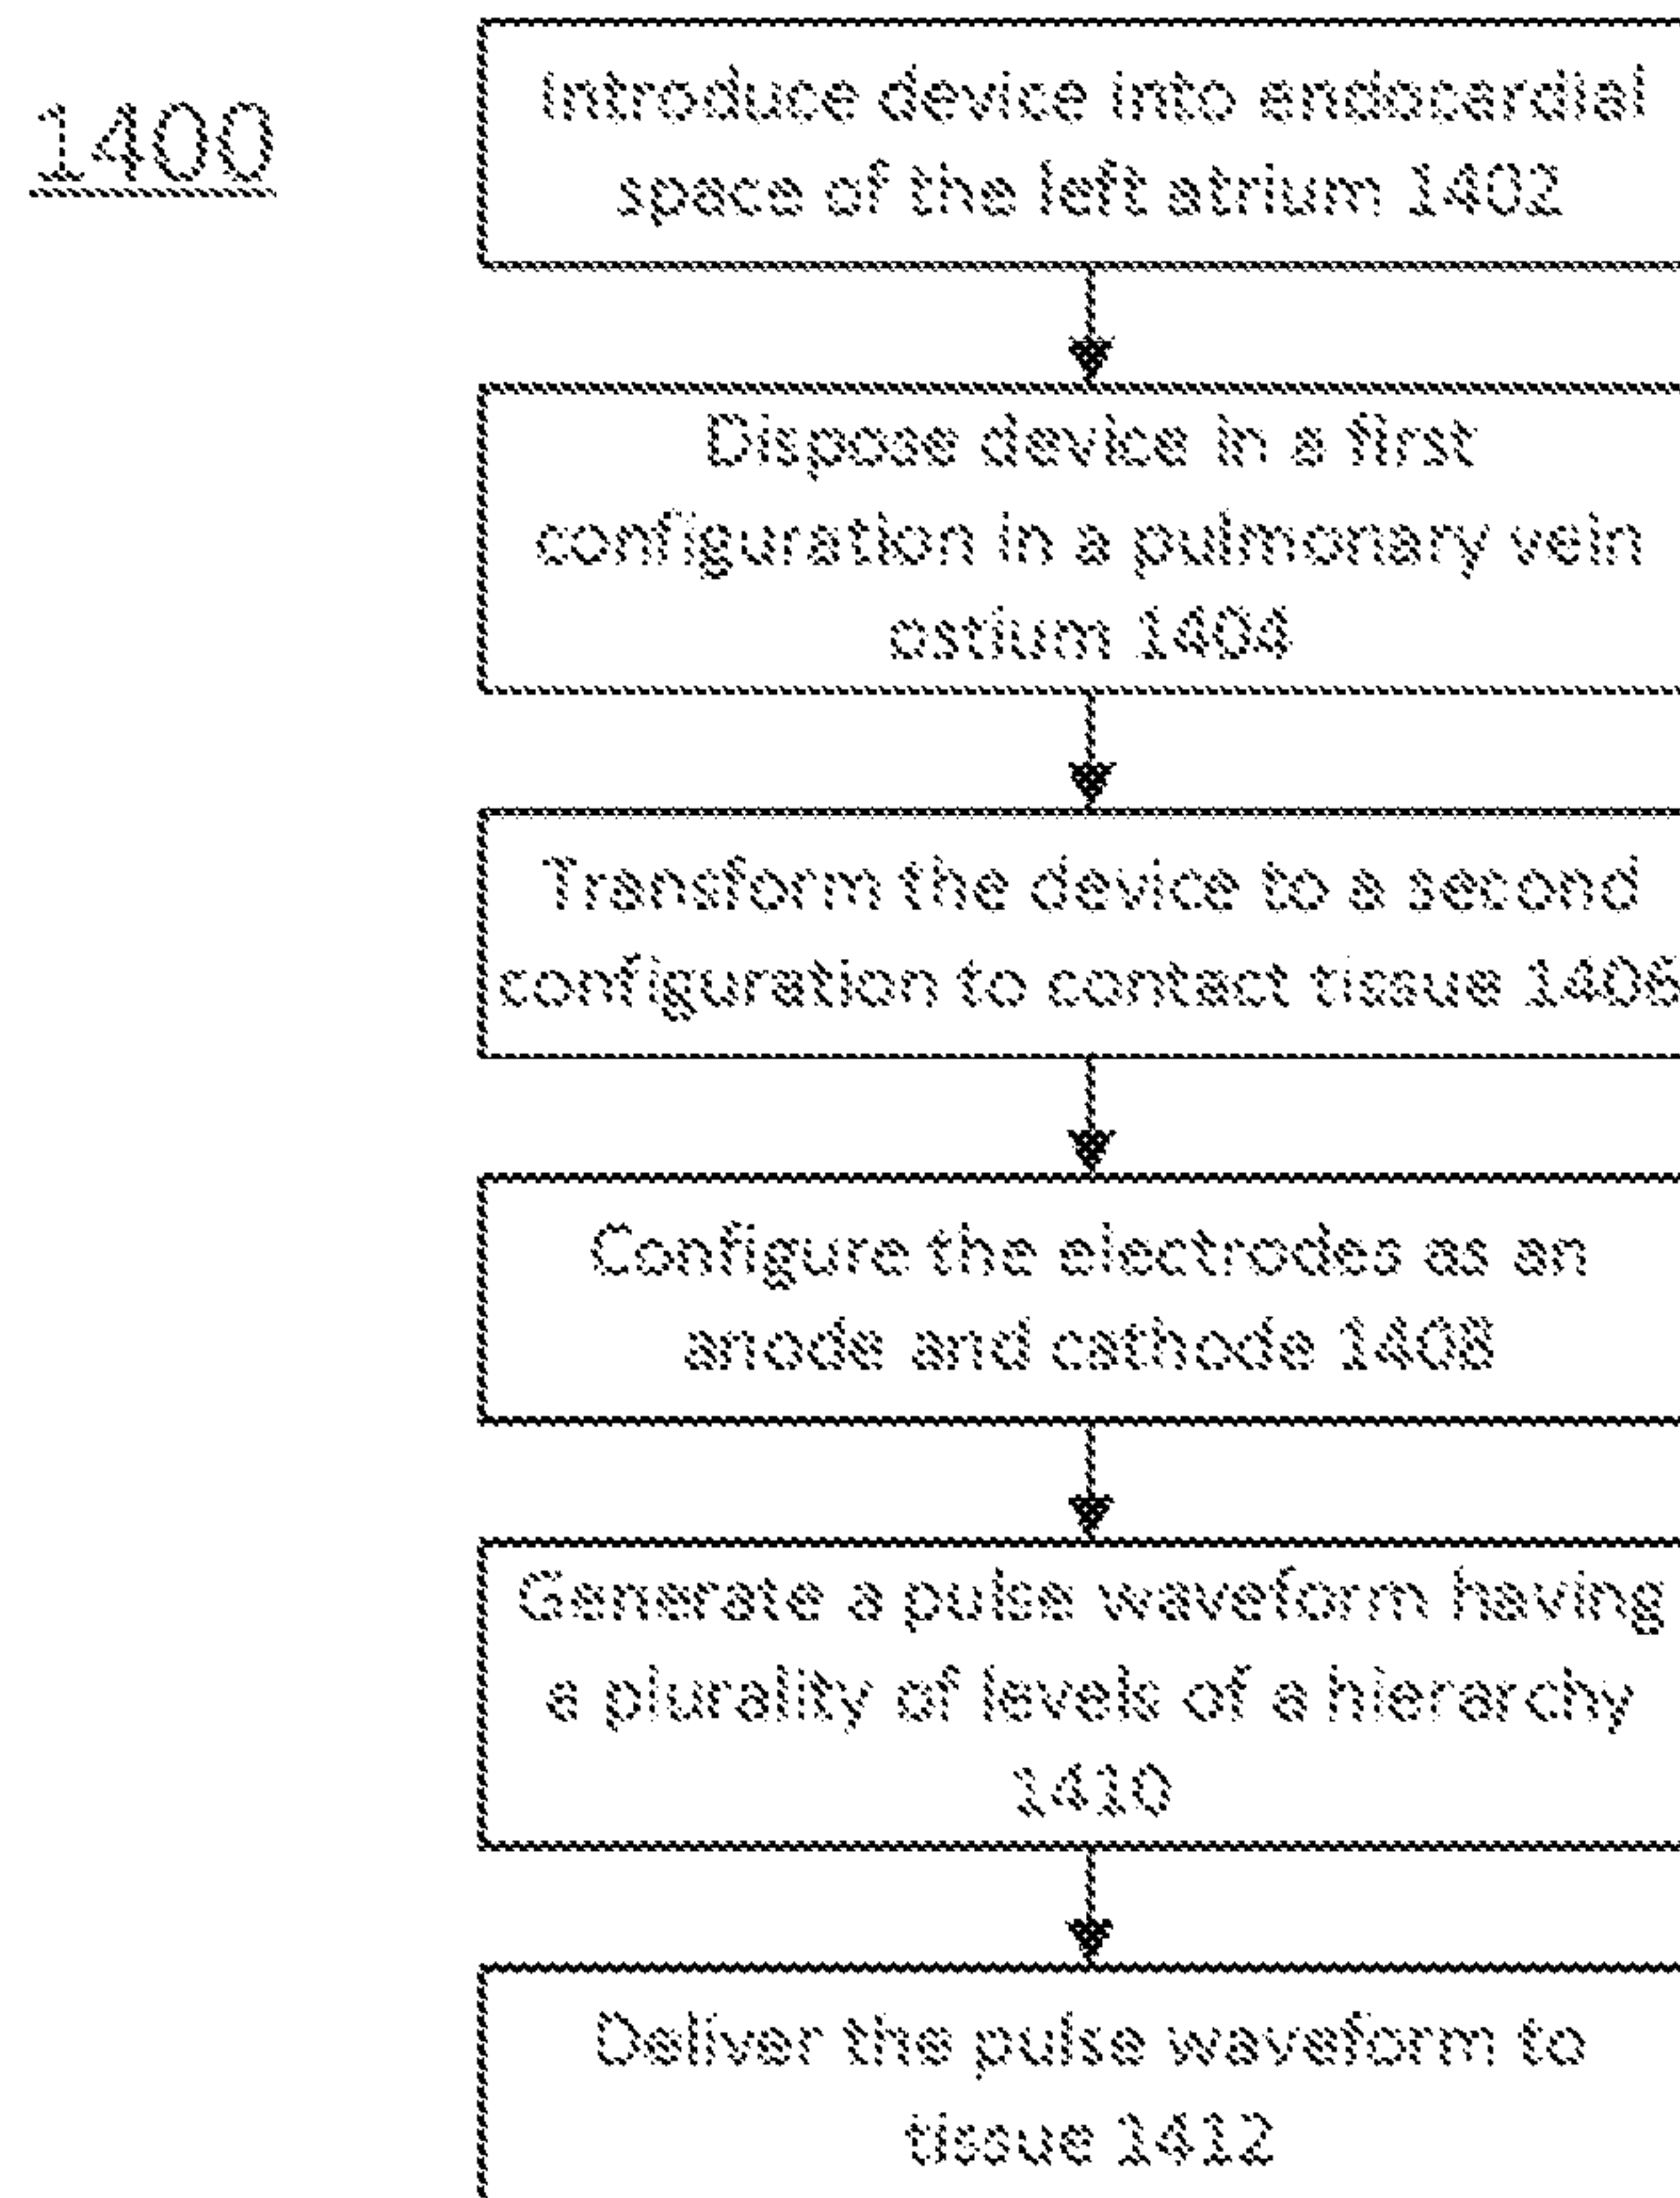 1400
Introduce device into endocardial
space of the left atrium 1402
Dispose device in a first
configuration in a pulmonary vein
ostium 1404
Transform the device to a second
configuration to contact tissue 1406
Configure the electrodes as an
anode and cathode 1408
Generate a pulse waveform having
a plurality of levels of a hierarchy
1410
Deliver the pulse waveform to
tissue 1412